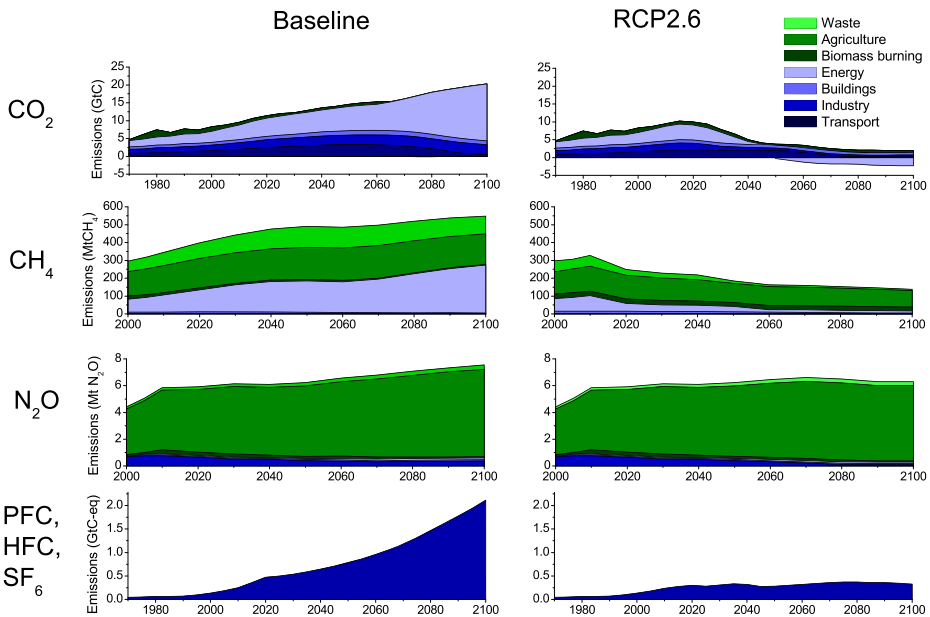 Baseline
RCP2.6
Waste
Agriculture
Biomass burning
Energy
Buildings
Industry
Transport
CO2
Emissions (GtC)
25
20
15
10
5
0
-5
1980 2000 2020 2040 2060 2080 2100
25
20
15
10
5
0
-5
1980 2000 2020 2040 2060 2080 2100
CH4
Emissions (MtCH4)
600
500
400
300
200
100
0
2000 2020 2040 2060 2080 2100
600
500
400
300
200
100
0
2000 2020 2040 2060 2080 2100
N2O
Emissions (Mt N2O)
8
6
4
2
0
2000 2020 2040 2060 2080 2100
8
6
4
2
0
2000 2020 2040 2060 2080 2100
PFC,
HFC,
SF6
Emissions (GtC-eq)
2.0
1.5
1.0
0.5
0.0
1980 2000 2020 2040 2060 2080 2100
2.0
1.5
1.0
0.5
0.0
1980 2000 2020 2040 2060 2080 2100